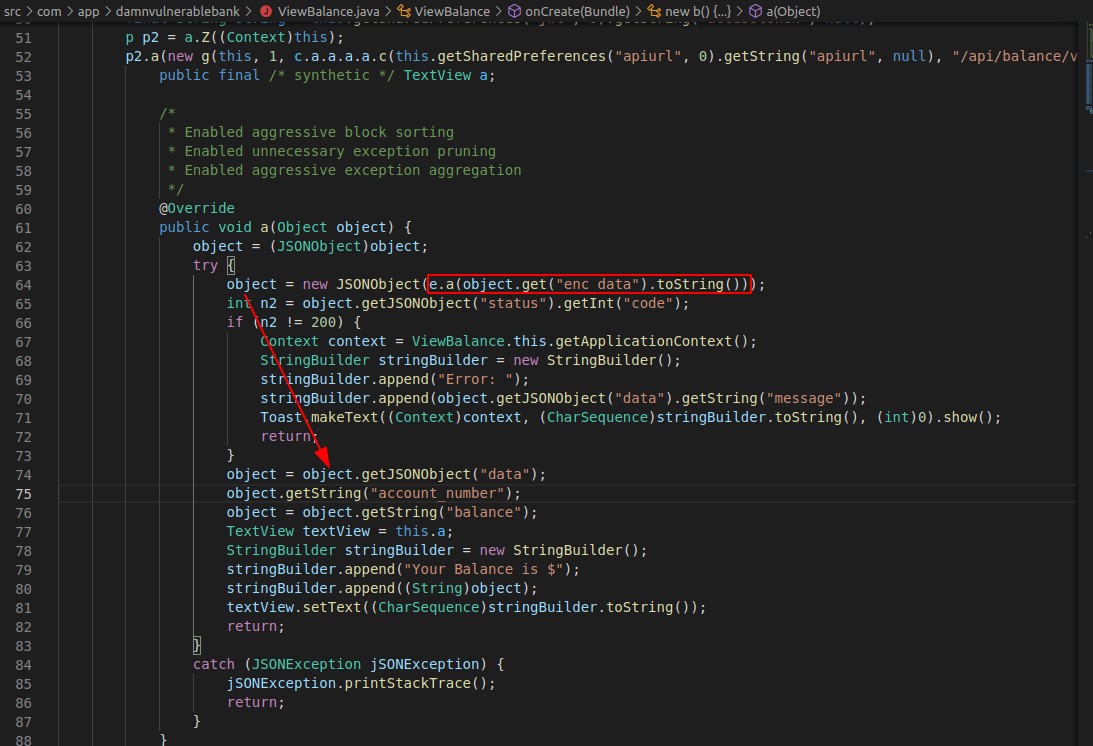 src > com > app > damnvulnerablebank > ViewBalance.java > ViewBalance > onCreate(Bundle) > new b() {...} > a(Object)
51 p p2 = a.Z((Context)this);
52 p2.a(new g(this, 1, c.a.a.a.a.c(this.getSharedPreferences("apiurl", 0).getString("apiurl", null), "/api/balance/v
53 public final /* synthetic */ TextView a;
54
55 /*
56 * Enabled aggressive block sorting
57 * Enabled unnecessary exception pruning
58 * Enabled aggressive exception aggregation
59 */
60 @Override
61 public void a(Object object) {
62 object = (JSONObject)object;
63 try {
64 object = new JSONObject(e.a(object.get("enc_data").toString()));
65 int n2 = object.getJSONObject("status").getInt("code");
66 if (n2 != 200) {
67 Context context = ViewBalance.this.getApplicationContext();
68 StringBuilder stringBuilder = new StringBuilder();
69 stringBuilder.append("Error: ");
70 stringBuilder.append(object.getJSONObject("data").getString("message"));
71 Toast.makeText((Context)context, (CharSequence)stringBuilder.toString(), (int)0).show();
72 return;
73 }
74 object = object.getJSONObject("data");
75 object.getString("account_number");
76 object = object.getString("balance");
77 TextView textView = this.a;
78 StringBuilder stringBuilder = new StringBuilder();
79 stringBuilder.append("Your Balance is $");
80 stringBuilder.append((String)object);
81 textView.setText((CharSequence)stringBuilder.toString());
82 return;
83 }
84 catch (JSONException jSONException) {
85 jSONException.printStackTrace();
86 return;
87 }
88 }